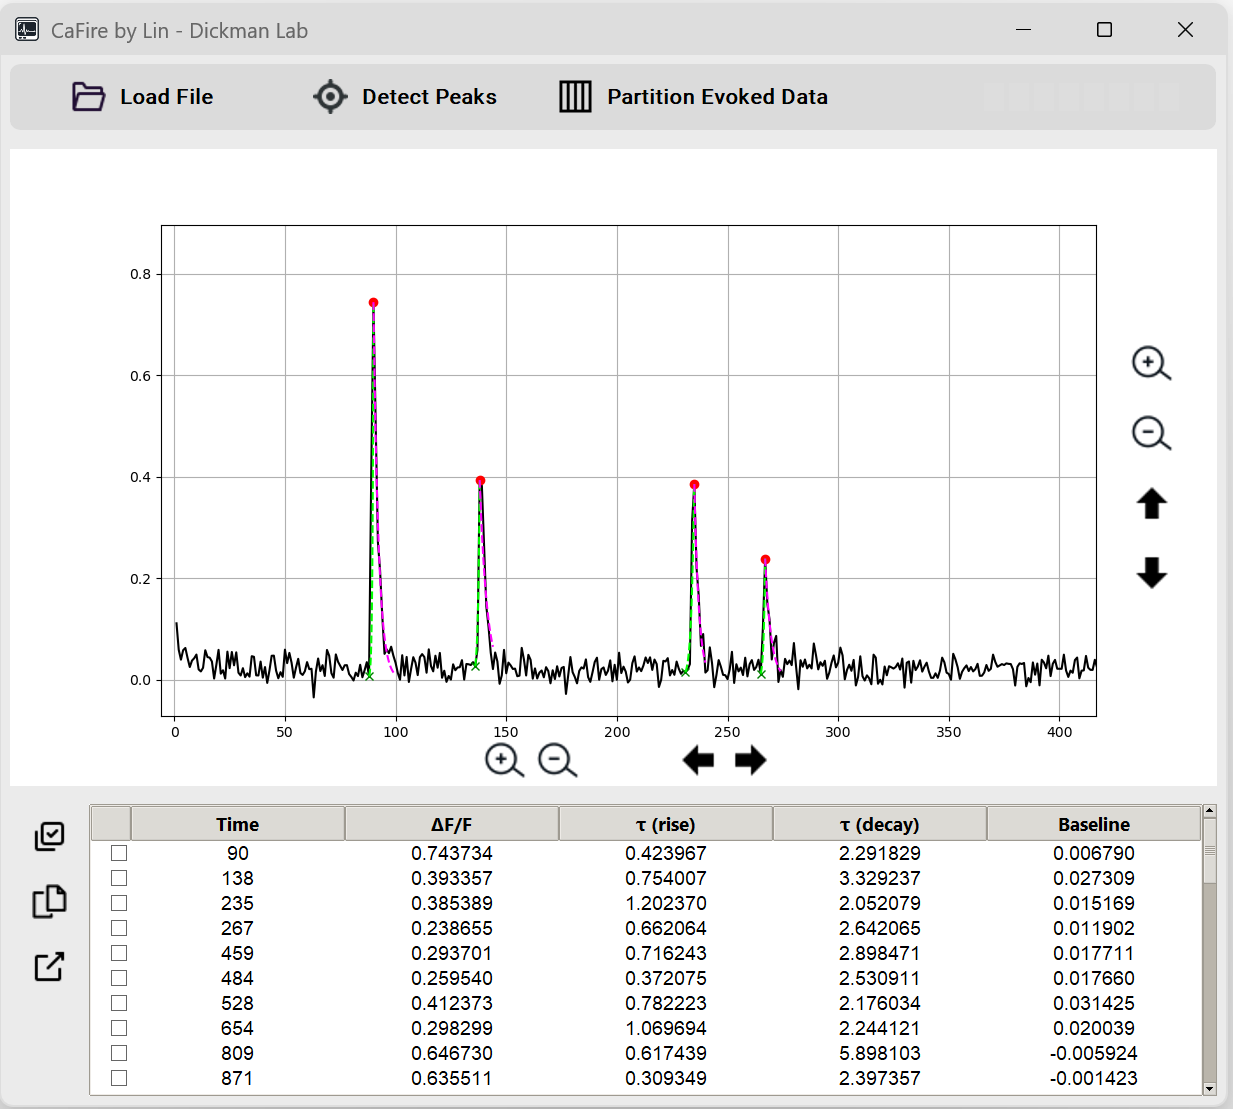 CaFire by Lin - Dickman Lab
Load File Detect Peaks Partition Evoked Data
0.8
0.6
0.4
0.2
0.0
0 50 100 150 200 250 300 350 400
Time ΔF/F τ (rise) τ (decay) Baseline
90 0.743734 0.423967 2.291829 0.006790
138 0.393357 0.754007 3.329237 0.027309
235 0.385389 1.202370 2.052079 0.015169
267 0.238655 0.662064 2.642065 0.011902
459 0.293701 0.716243 2.898471 0.017711
484 0.259540 0.372075 2.530911 0.017660
528 0.412373 0.782223 2.176034 0.031425
654 0.298299 1.069694 2.244121 0.020039
809 0.646730 0.617439 5.898103 -0.005924
871 0.635511 0.309349 2.397357 -0.001423